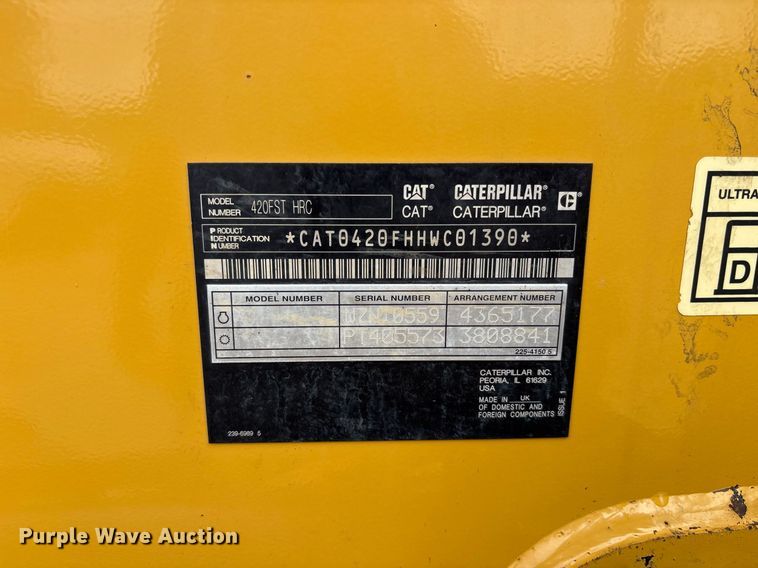 MODEL NUMBER 420FST HRC
CAT® CATERPILLAR® C
CAT® CATERPILLAR®
PRODUCT IDENTIFICATION NUMBER *CAT0420FHHWC01390*
MODEL NUMBER SERIAL NUMBER ARRANGEMENT NUMBER
4365177
PT405573 3808841
225-4150 5
CATERPILLAR INC.
PEORIA, IL 61629
USA
MADE IN UK
OF DOMESTIC AND
FOREIGN COMPONENTS
ISSUE 1
239-6989 5
ULTRA
D
Purple Wave Auction